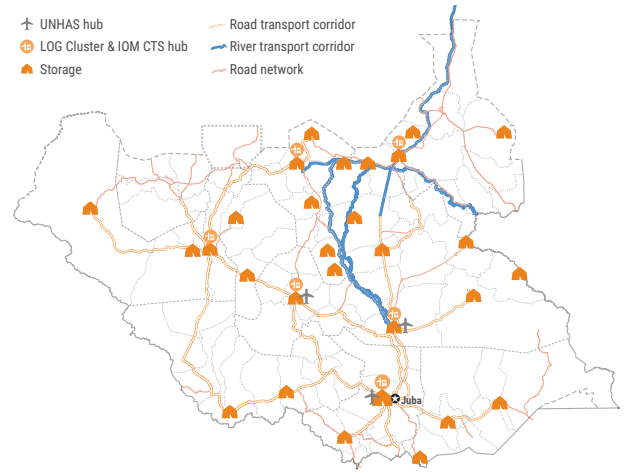 UNHAS hub
LOG Cluster & IOM CTS hub
Storage
Road transport corridor
River transport corridor
Road network
Juba